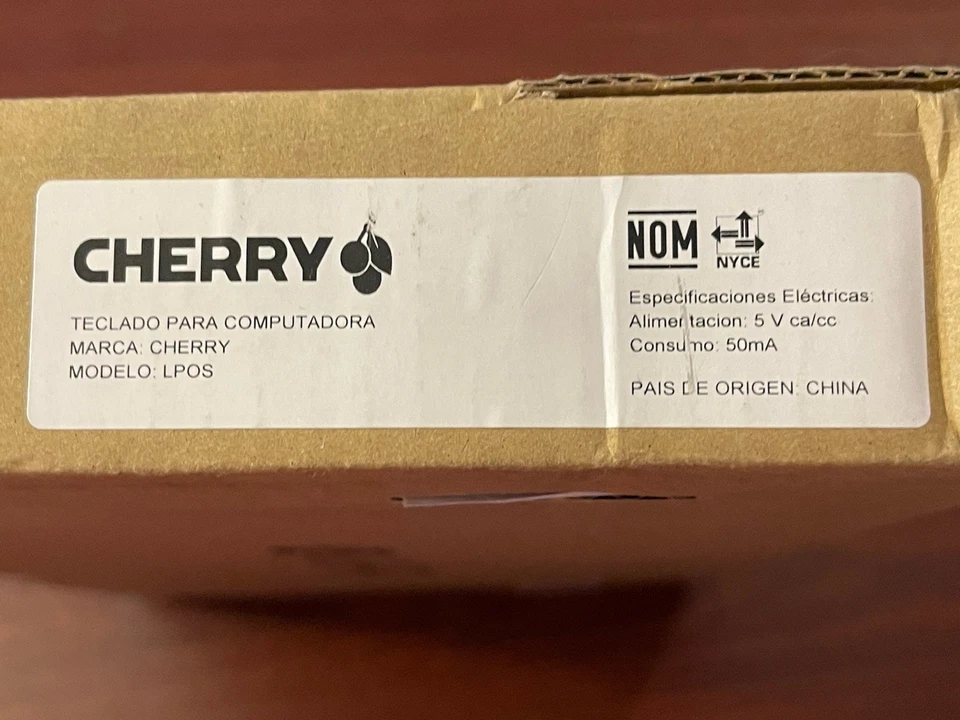 CHERRY
TECLADO PARA COMPUTADORA
MARCA: CHERRY
MODELO: LPOS
NOM
NYCE
Especificaciones Eléctricas:
Alimentacion: 5 V ca/cc
Consumo: 50mA
PAIS DE ORIGEN: CHINA